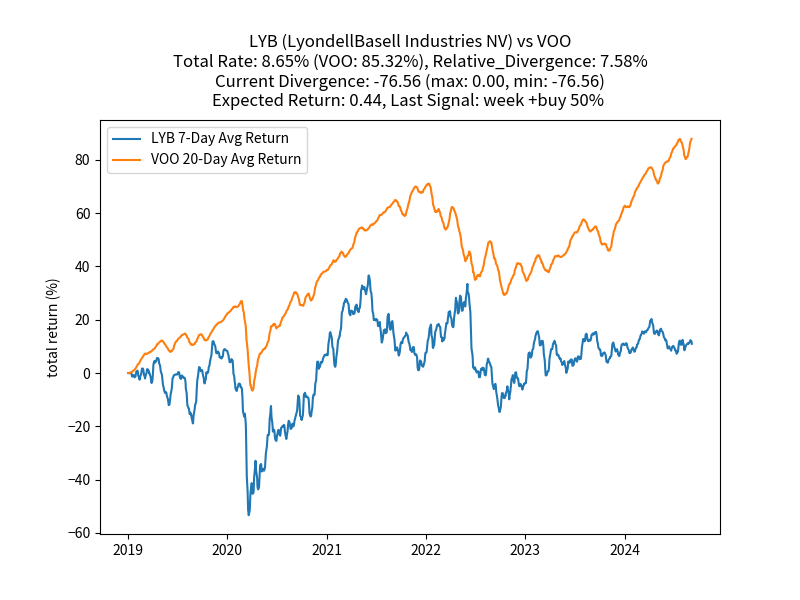 LYB (LyondellBasell Industries NV) vs VOO
Total Rate: 8.65% (VOO: 85.32%), Relative_Divergence: 7.58%
Current Divergence: -76.56 (max: 0.00, min: -76.56)
Expected Return: 0.44, Last Signal: week +buy 50%
LYB 7-Day Avg Return
VOO 20-Day Avg Return
total return (%)
80
60
40
20
0
−20
−40
−60
2019 2020 2021 2022 2023 2024